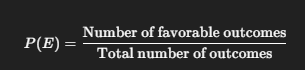 P(E) = Number of favorable outcomes / Total number of outcomes